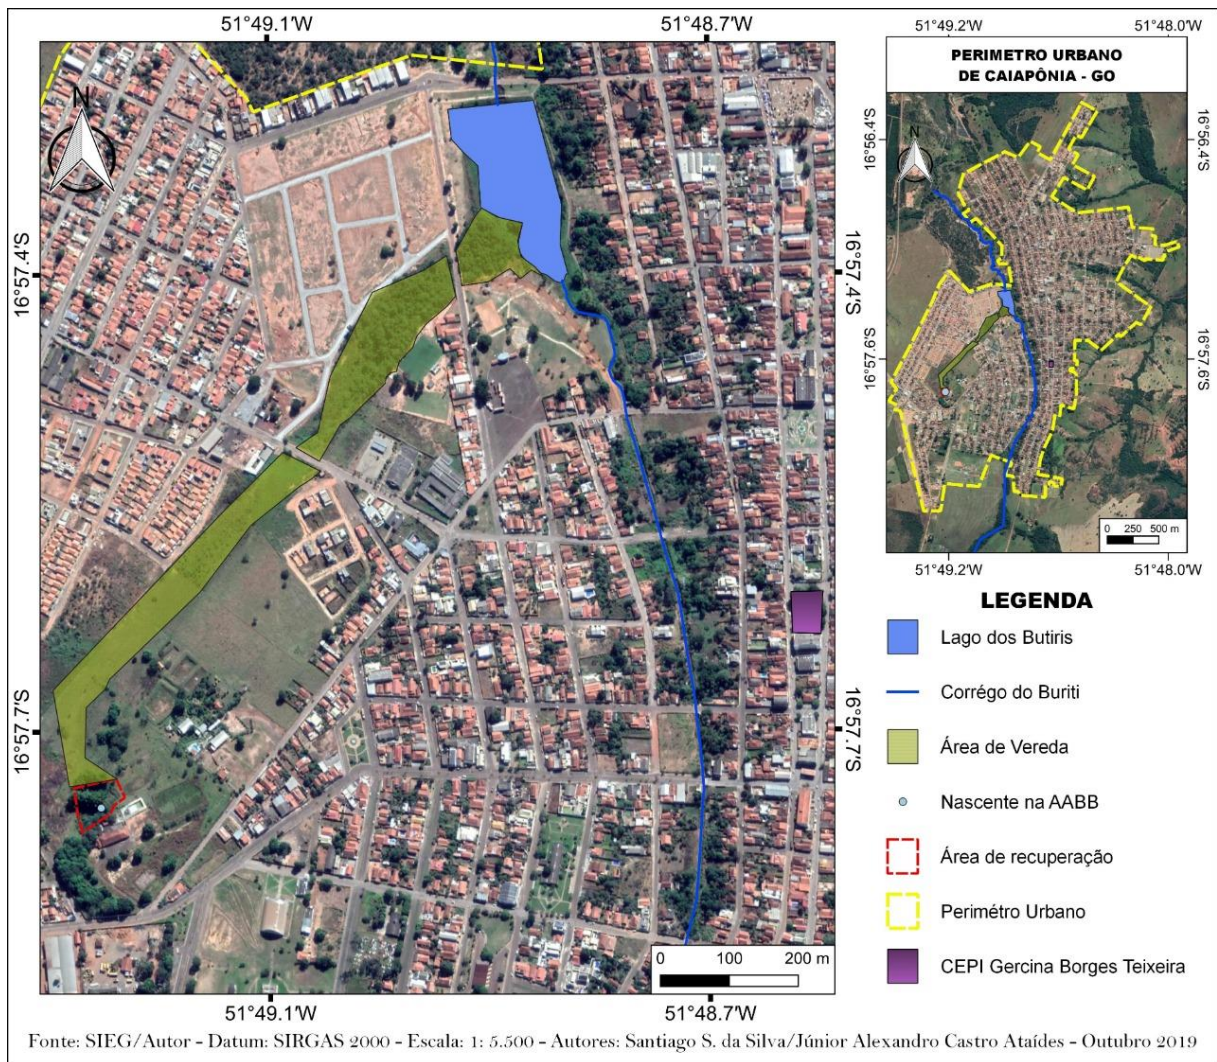 51°49.1'W
51°48.7'W
N
16°57.4'S
16°57.4'S
16°57.7'S
16°57.7'S
0 100 200 m
51°49.1'W
51°48.7'W
51°49.2'W
51°48.0'W
PERIMETRO URBANO
DE CAIAPÔNIA - GO
N
16°56.4'S
16°56.4'S
16°57.6'S
16°57.6'S
0 250 500 m
51°49.2'W
51°48.0'W
LEGENDA
Lago dos Butiris
Corrégo do Buriti
Área de Vereda
Nascente na AABB
Área de recuperação
Perimétro Urbano
CEPI Gercina Borges Teixeira
Fonte: SIEG/Autor - Datum: SIRGAS 2000 - Escala: 1: 5.500 - Autores: Santiago S. da Silva/Júnior Alexandro Castro Ataídes - Outubro 2019